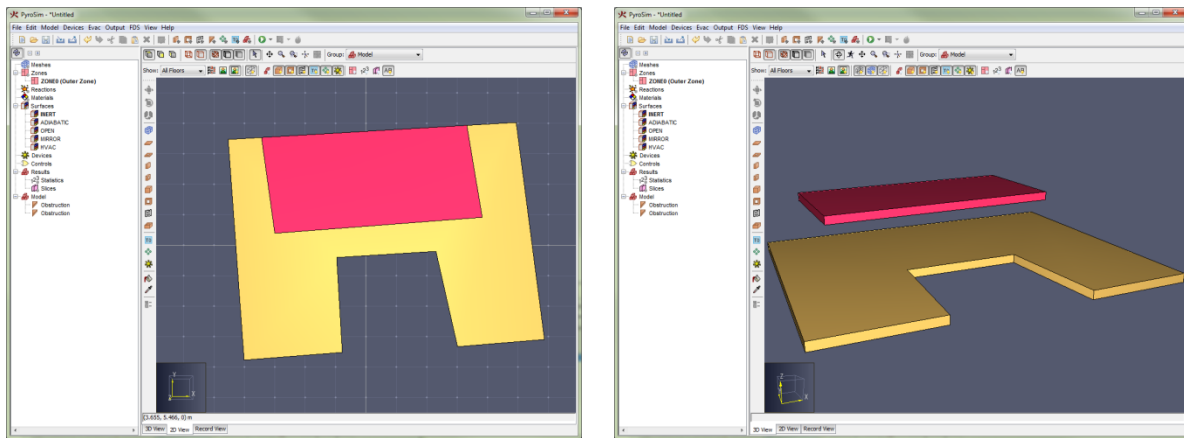 PyroSim - *Untitled
File Edit Model Devices Evac Output FDS View Help
Group: Model
Show: All Floors
Meshes
Zones
ZONE0 (Outer Zone)
Reactions
Materials
Surfaces
INERT
ADIABATIC
OPEN
MIRROR
HVAC
Devices
Controls
Results
Statistics
Slices
Model
Obstruction
Obstruction
Y
X
(3.655, 5.466, 0) m
3D View 2D View Record View
PyroSim - *Untitled
File Edit Model Devices Evac Output FDS View Help
Group: Model
Show: All Floors
Meshes
Zones
ZONE0 (Outer Zone)
Reactions
Materials
Surfaces
INERT
ADIABATIC
OPEN
MIRROR
HVAC
Devices
Controls
Results
Statistics
Slices
Model
Obstruction
Obstruction
Z
X
3D View 2D View Record View